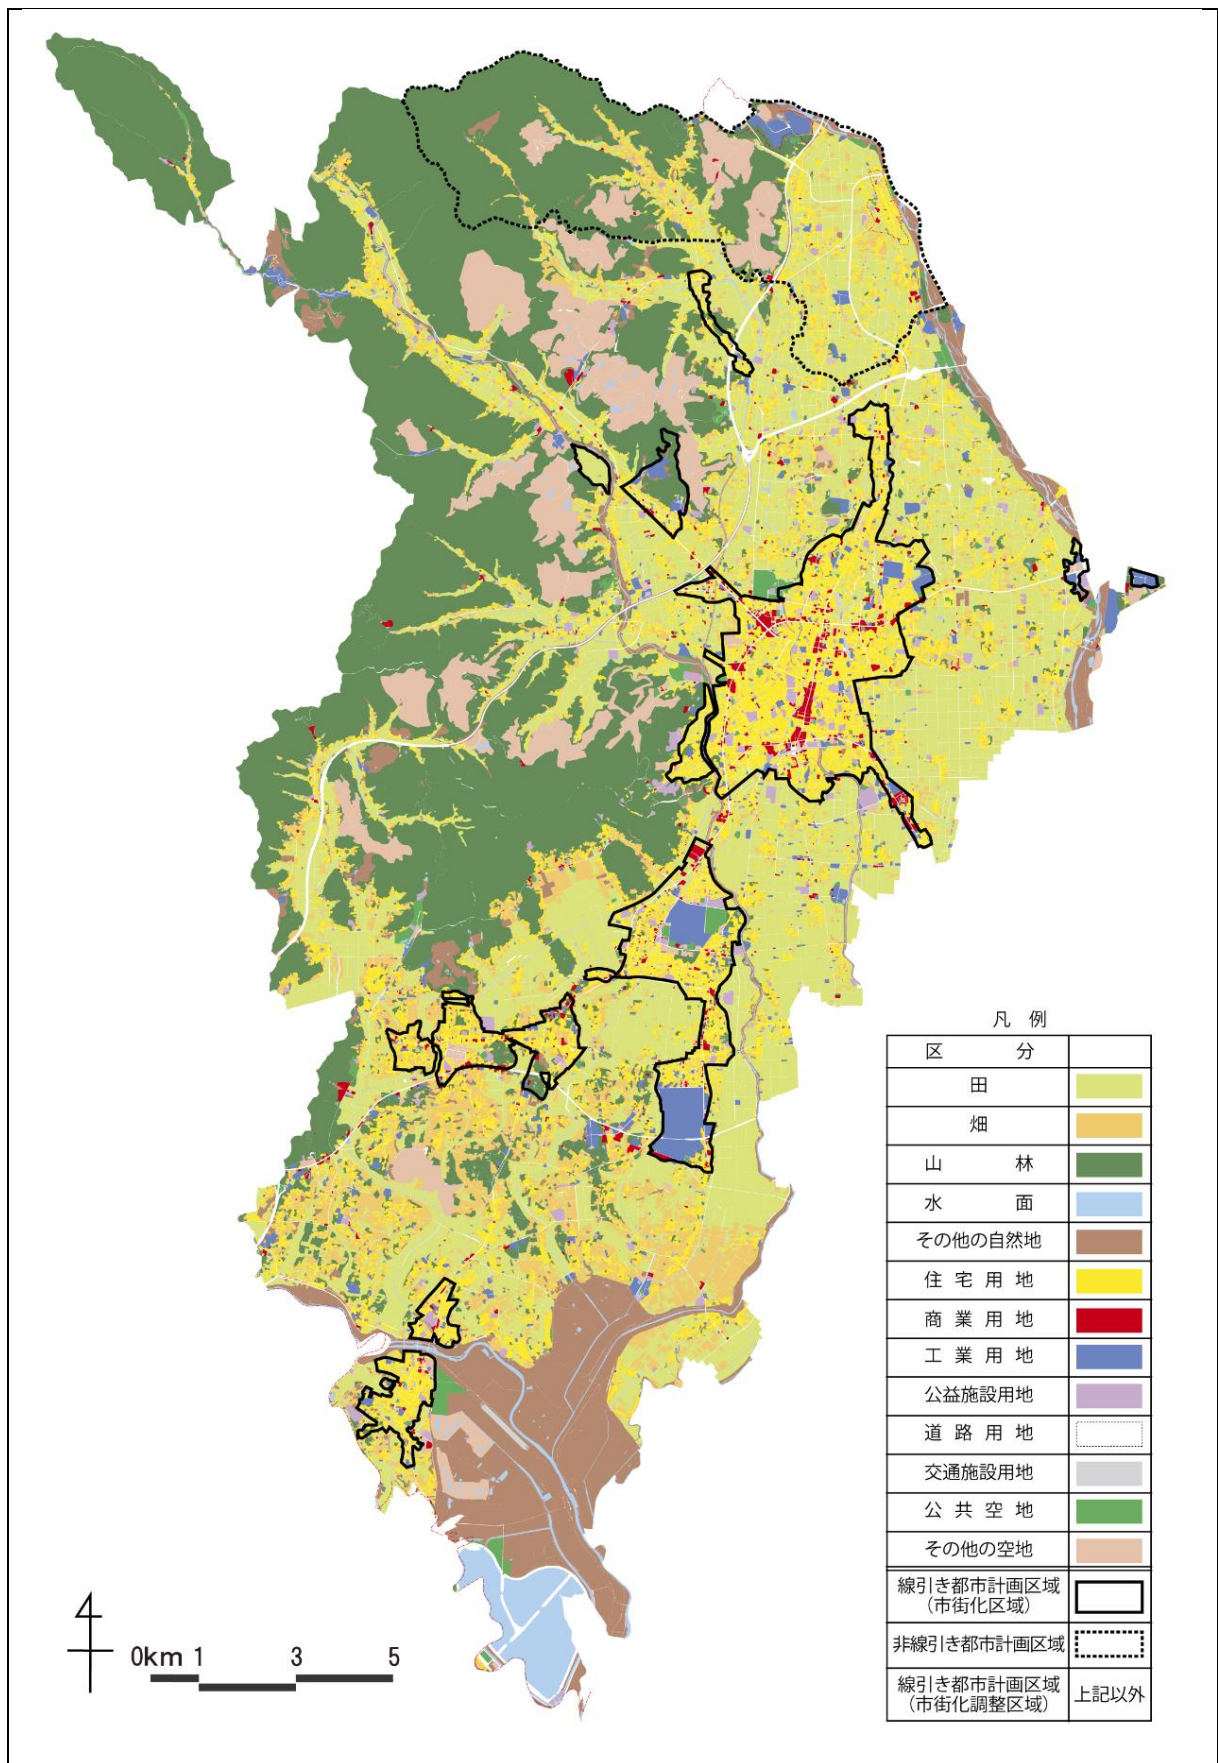 凡 例
区 分
田
畑
山 林
水 面
その他の自然地
住 宅 用 地
商 業 用 地
工 業 用 地
公益施設用地
道 路 用 地
交通施設用地
公 共 空 地
その他の空地
線引き都市計画区域
(市街化区域)
非線引き都市計画区域
線引き都市計画区域
(市街化調整区域)
上記以外
0km 1 3 5